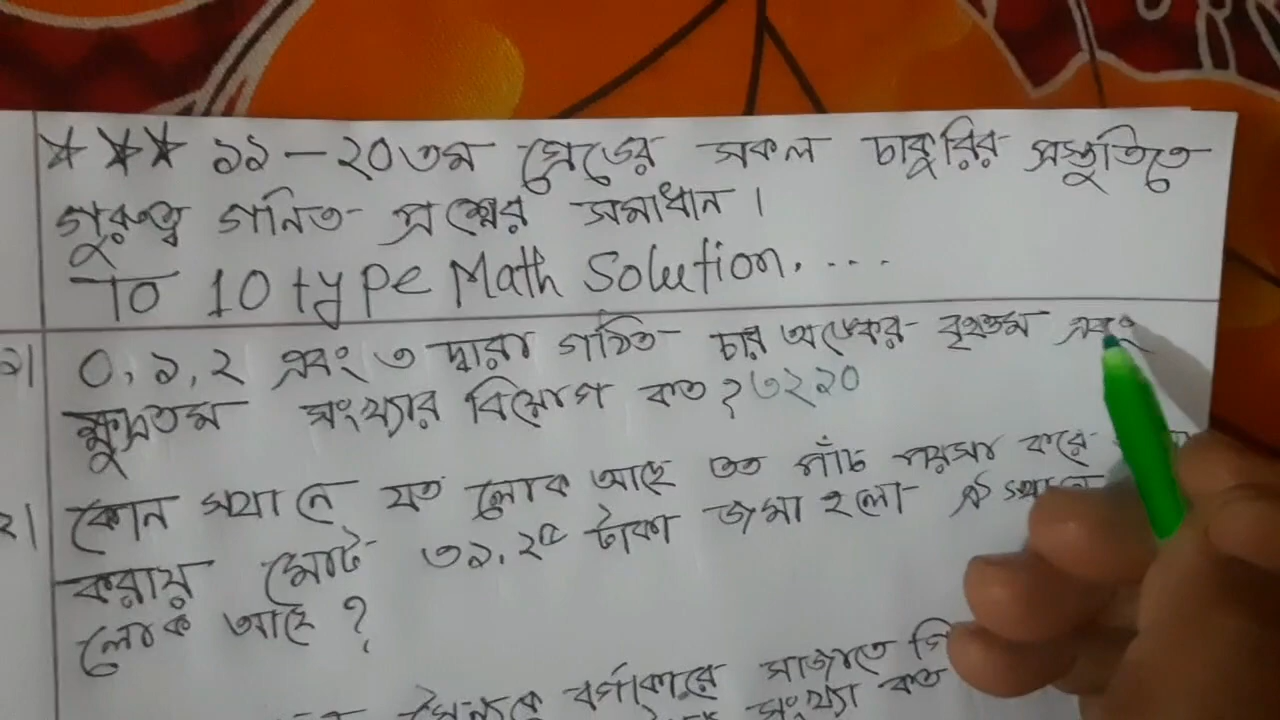 *** ১১-২০তম গ্রেডের সকল চাকুরির প্রস্তুতিতে
গুরুত্ব গনিত প্রশ্নের সমাধান।
To 10 type Math Solution....
১। ০,১,২ এবং ৩ দ্বারা গঠিত চার অঙ্কের বৃহত্তম এবং
ক্ষুদ্রতম সংখ্যার বিয়োগ কত? ৩২১০
২। কোন স্থানে যত লোক আছে তত পাঁচ পয়সা করে
করায় মোট ৩১.২৫ টাকা জমা হলো ঐ স্থানে
লোক আছে?
বর্গাকারে সাজাতে
সংখ্যা কত